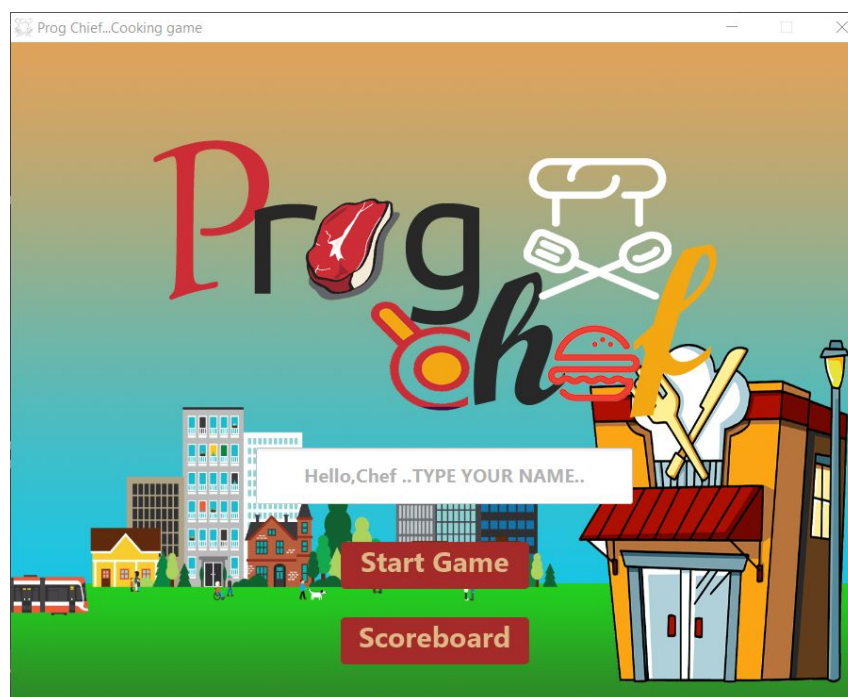 Prog Chief...Cooking game
Prog
Chef
Hello,Chef ..TYPE YOUR NAME..
Start Game
Scoreboard